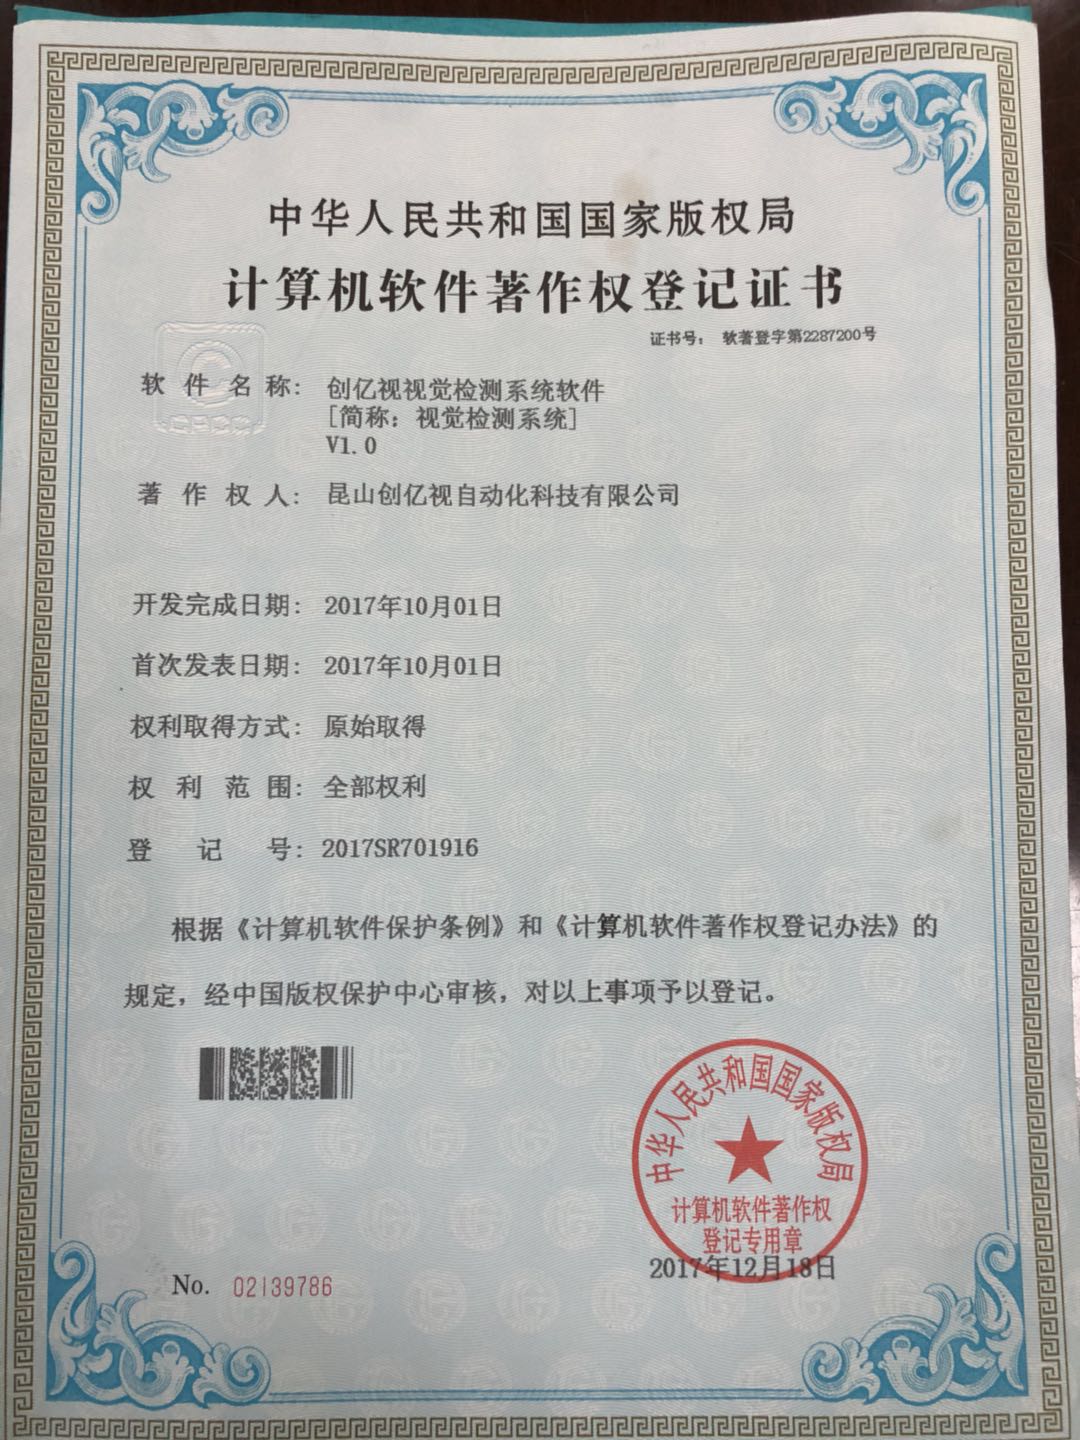 中华人民共和国国家版权局
计算机软件著作权登记证书
证书号： 软著登字第2287200号
软件名称： 创亿视视觉检测系统软件
[简称：视觉检测系统]
V1.0
著作权人： 昆山创亿视自动化科技有限公司
开发完成日期： 2017年10月01日
首次发表日期： 2017年10月01日
权利取得方式： 原始取得
权利范围： 全部权利
登记号： 2017SR701916
根据《计算机软件保护条例》和《计算机软件著作权登记办法》的
规定，经中国版权保护中心审核，对以上事项予以登记。
中华人民共和国国家版权局
计算机软件著作权
登记专用章
2017年12月18日
No. 02139786